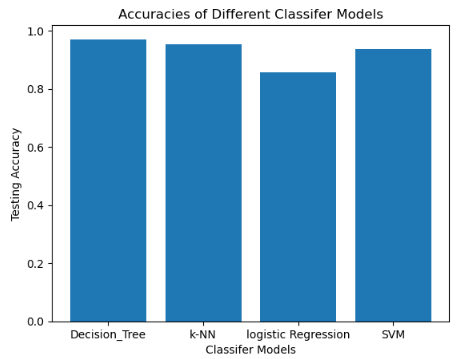 Accuracies of Different Classifer Models
1.0
0.8
0.6
0.4
0.2
0.0
Testing Accuracy
Decision_Tree k-NN logistic Regression SVM
Classifer Models